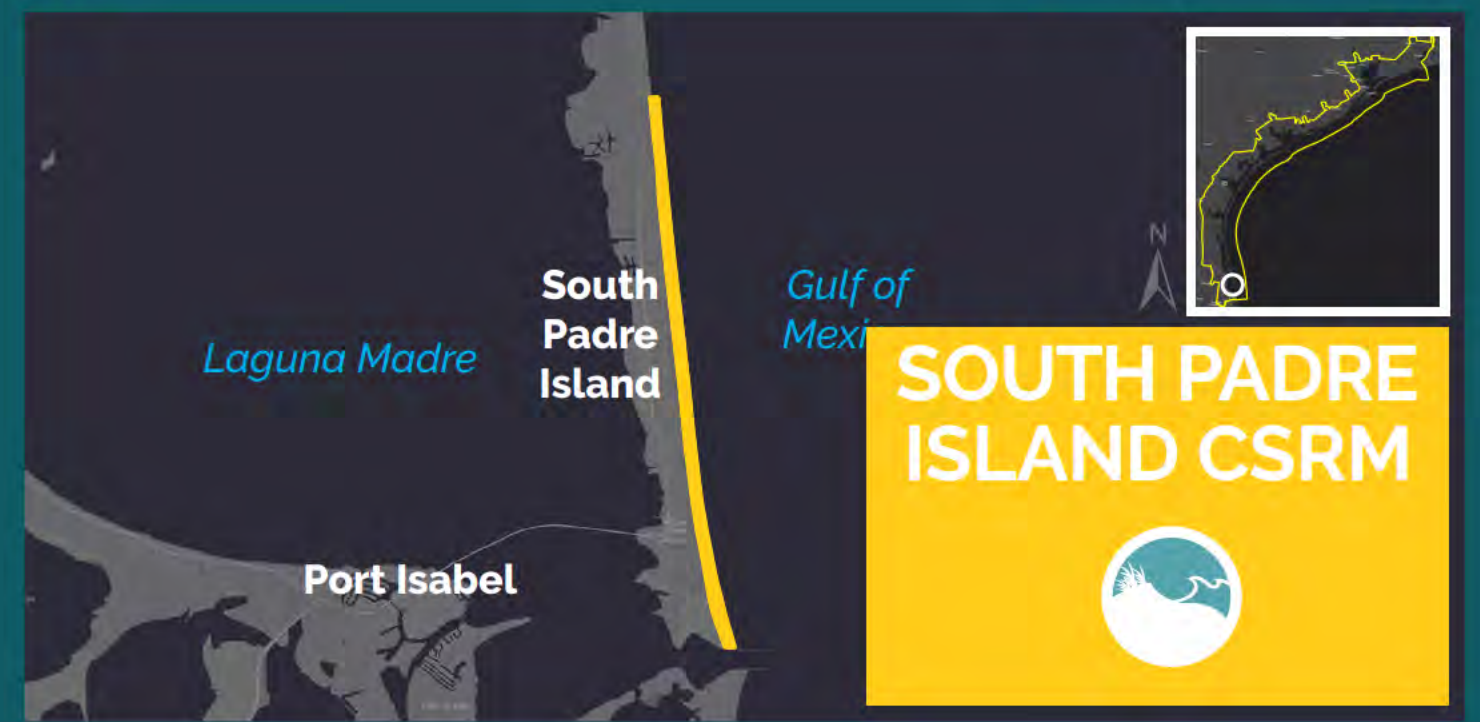 N
South
Padre
Island
Gulf of
Mexi
Laguna Madre
SOUTH PADRE
ISLAND CSRM
Port Isabel